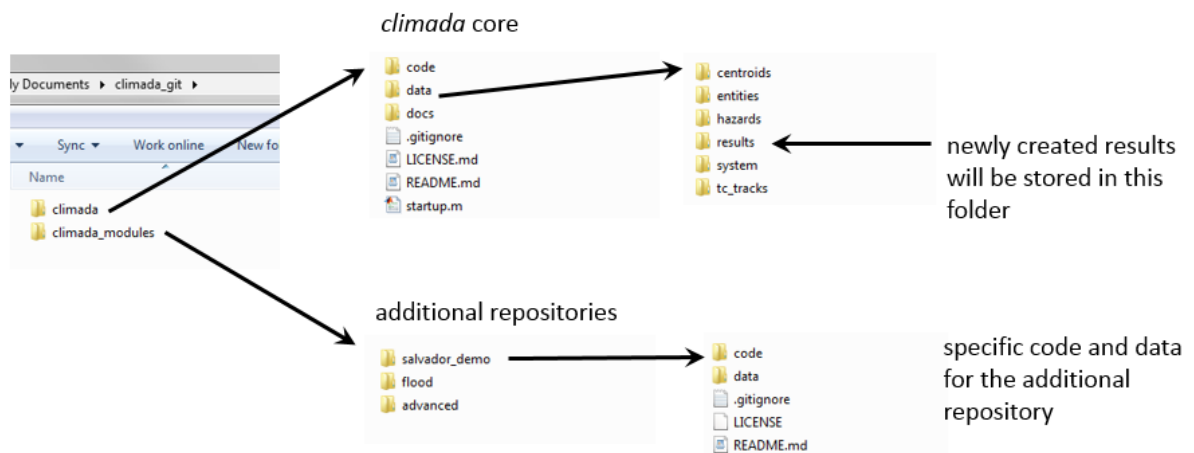 climada core
ly Documents ▸ climada_git ▸
Sync Work online New fo
Name
climada
climada_modules
code
data
docs
.gitignore
LICENSE.md
README.md
startup.m
centroids
entities
hazards
results
system
tc_tracks
newly created results
will be stored in this
folder
additional repositories
salvador_demo
flood
advanced
code
data
.gitignore
LICENSE
README.md
specific code and data
for the additional
repository